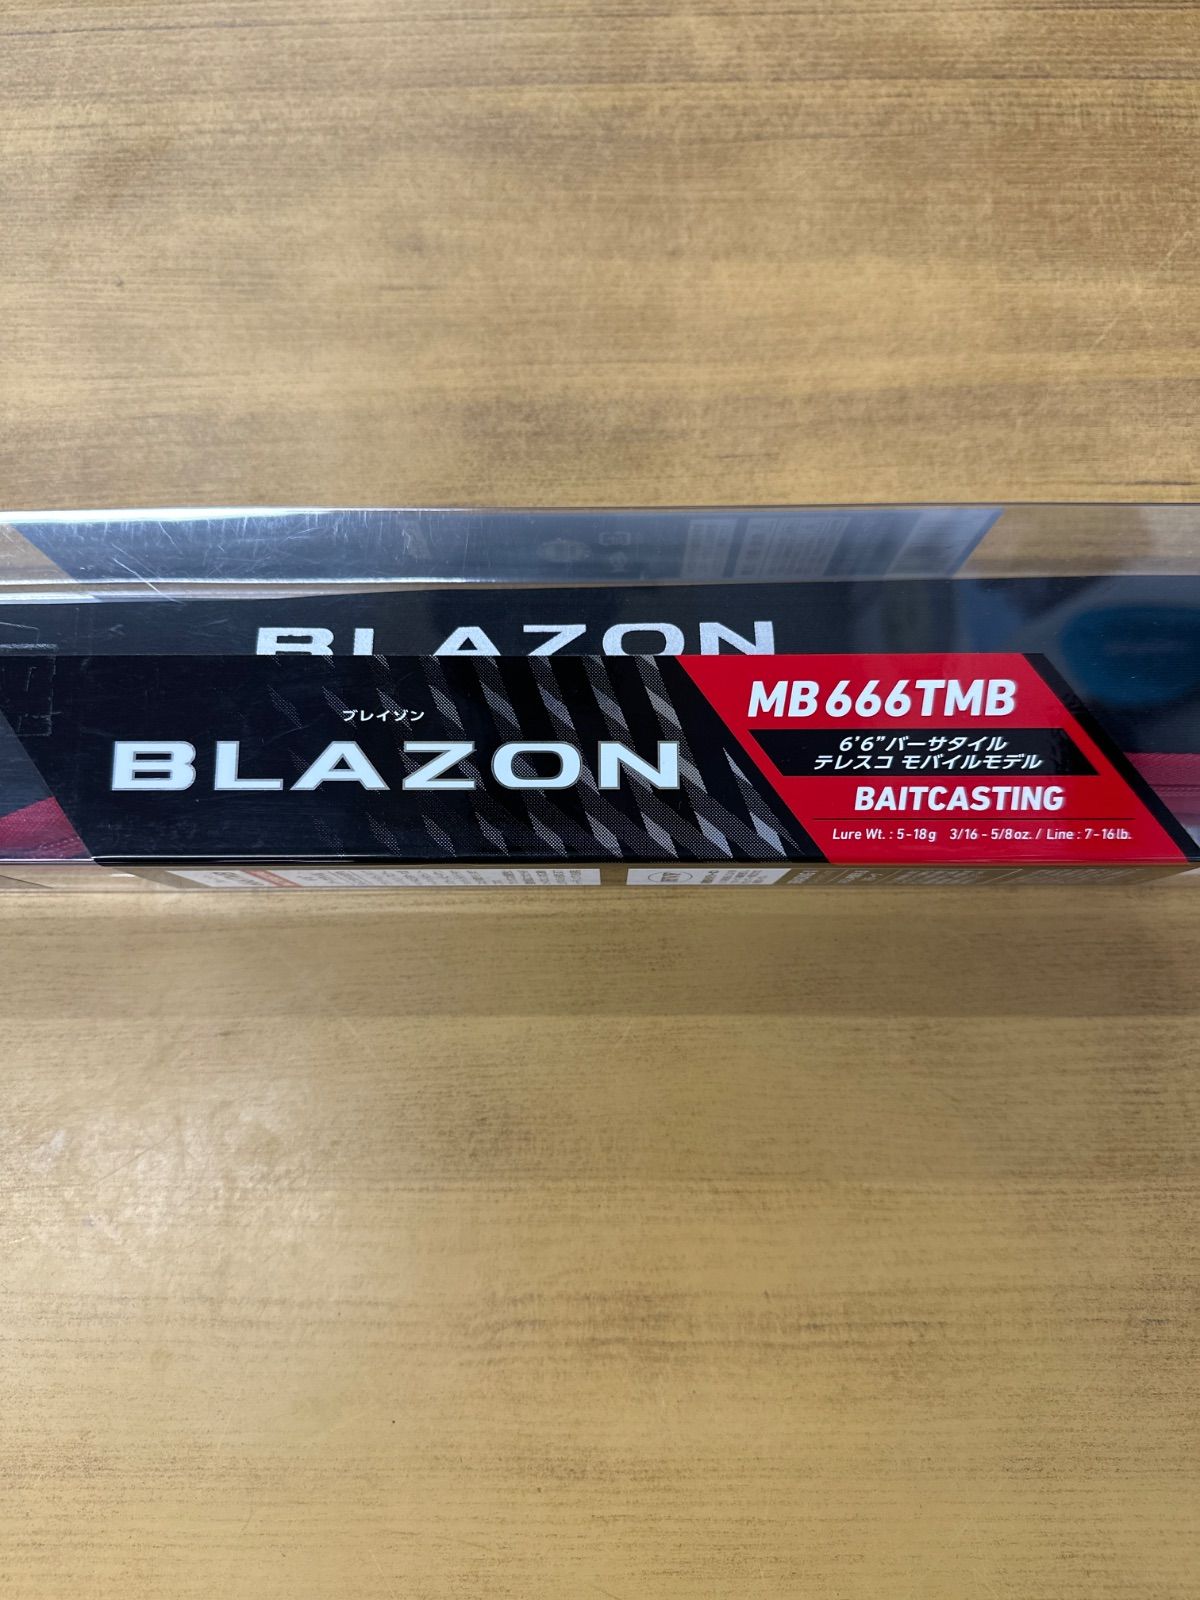 BLAZON
ブレイゾン
BLAZON
MB666TMB
6'6"バーサタイル
テレスコ モバイルモデル
BAITCASTING
Lure Wt. : 5-18g 3/16 - 5/8oz. / Line : 7-16lb.
HVF